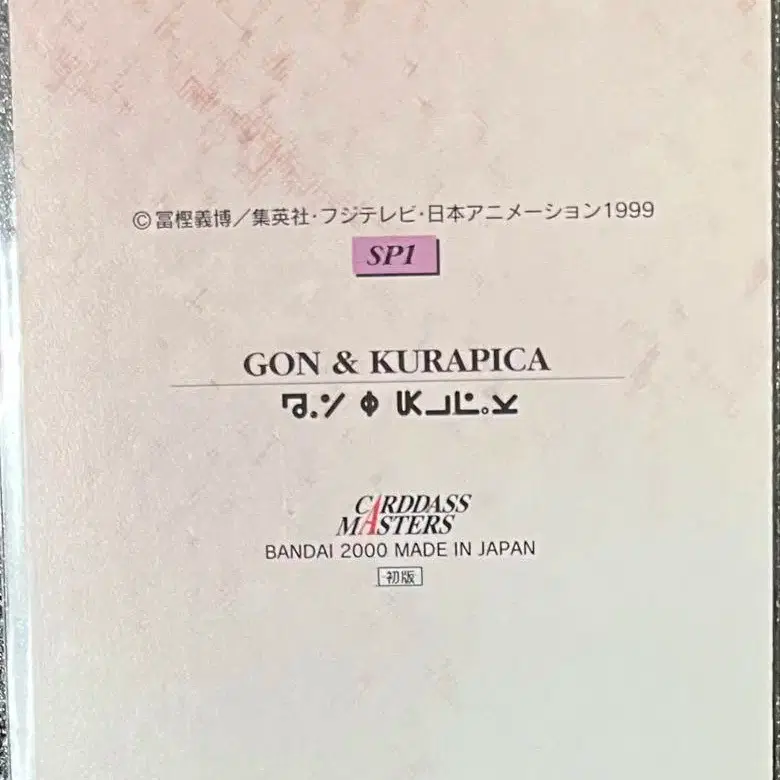 ©冨樫義博／集英社・フジテレビ・日本アニメーション1999
SP1
GON & KURAPICA
CARDDASS
MASTERS
BANDAI 2000 MADE IN JAPAN
初版